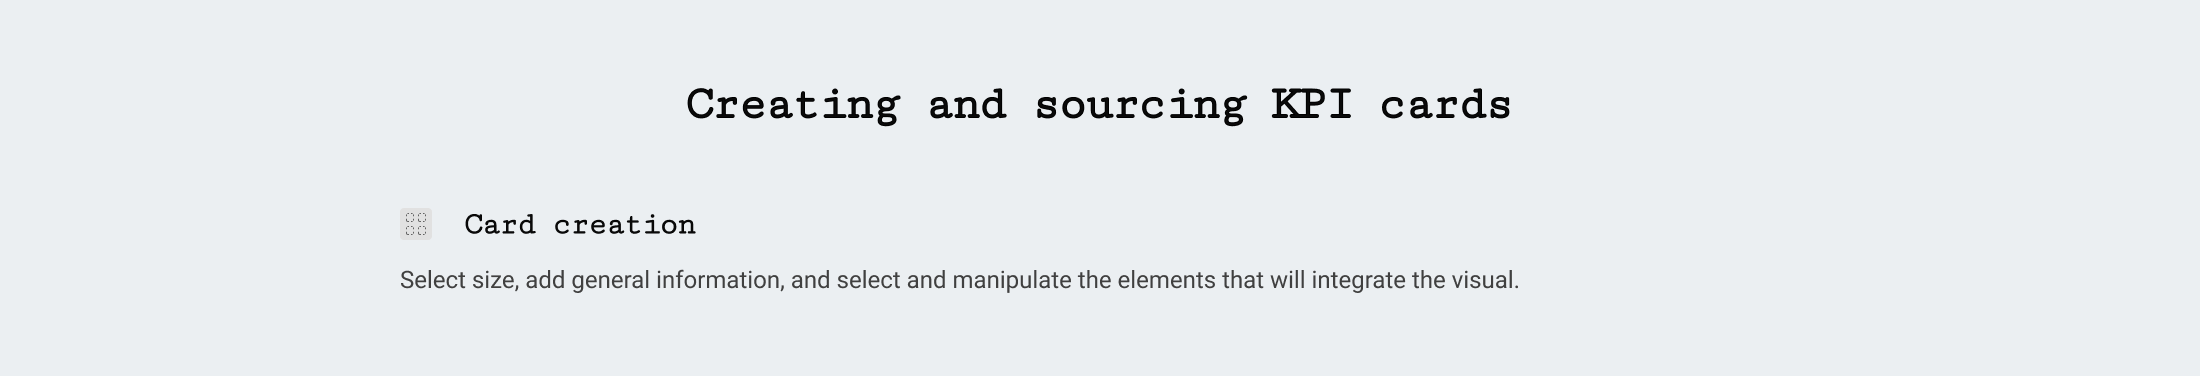 Creating and sourcing KPI cards
Card creation
Select size, add general information, and select and manipulate the elements that will integrate the visual.